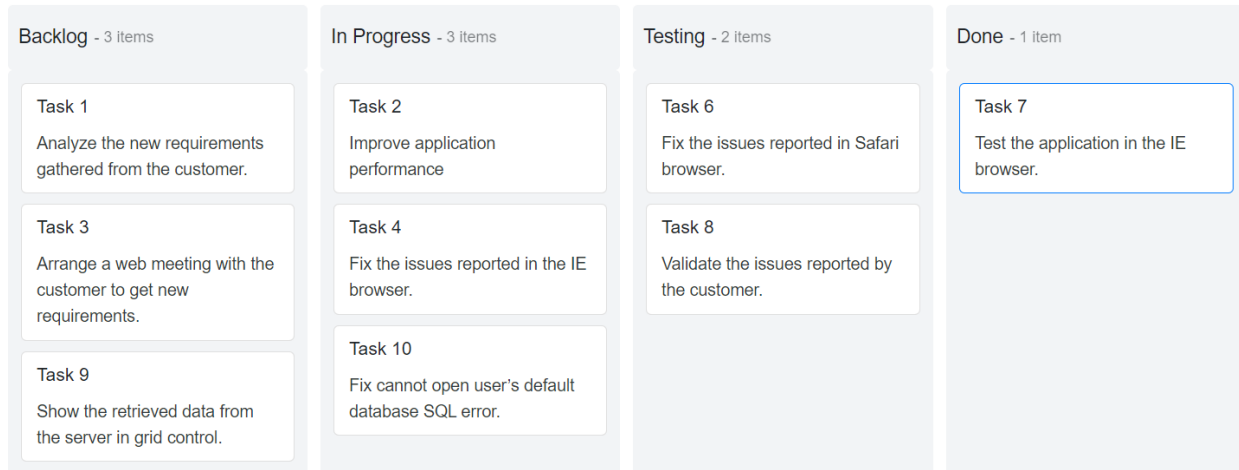 Backlog - 3 items
Task 1
Analyze the new requirements
gathered from the customer.
Task 3
Arrange a web meeting with the
customer to get new
requirements.
Task 9
Show the retrieved data from
the server in grid control.
In Progress - 3 items
Task 2
Improve application
performance
Task 4
Fix the issues reported in the IE
browser.
Task 10
Fix cannot open user’s default
database SQL error.
Testing - 2 items
Task 6
Fix the issues reported in Safari
browser.
Task 8
Validate the issues reported by
the customer.
Done - 1 item
Task 7
Test the application in the IE
browser.